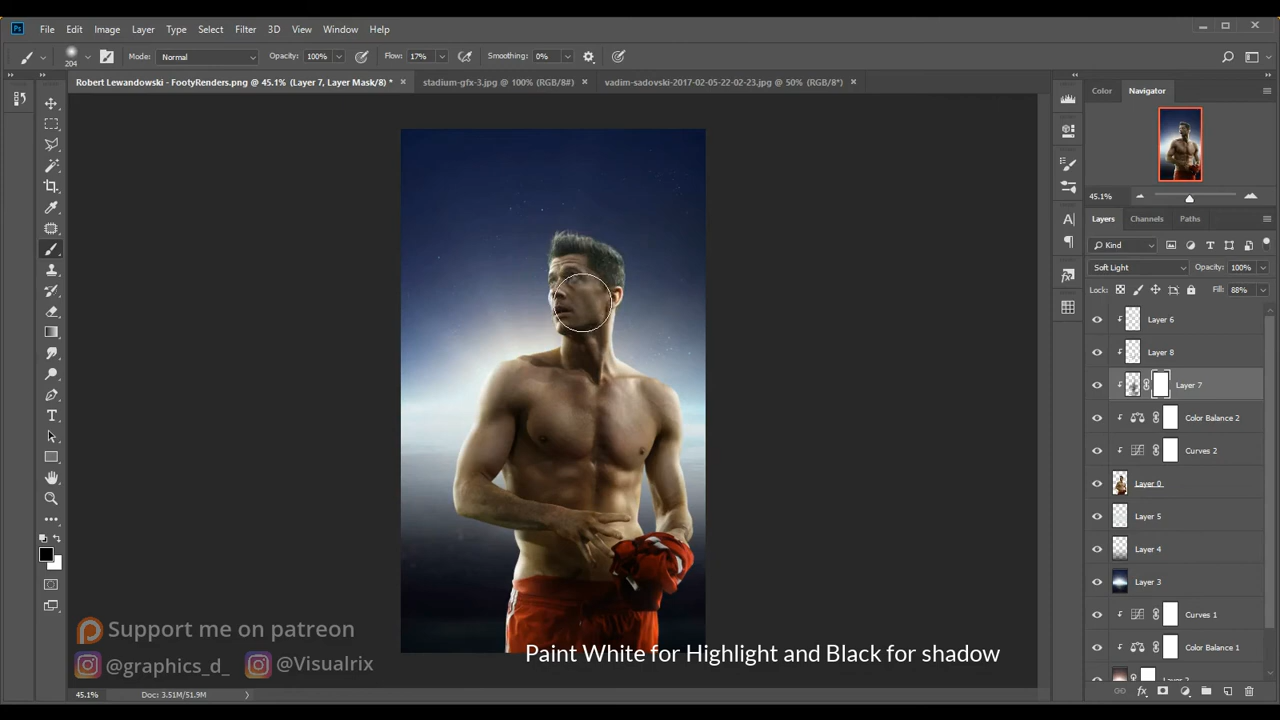 Ps File Edit Image Layer Type Select Filter 3D View Window Help
204 Mode: Normal Opacity: 100% Flow: 17% Smoothing: 0%
Robert Lewandowski - FootyRenders.png @ 45.1% (Layer 7, Layer Mask/8) * × stadium-gfx-3.jpg @ 100% (RGB/8#) × vadim-sadovski-2017-02-05-22-02-23.jpg @ 50% (RGB/8*) ×
Color Navigator
45.1%
Layers Channels Paths
Kind
Soft Light Opacity: 100%
Lock: Fill: 88%
Layer 6
Layer 8
Layer 7
Color Balance 2
Curves 2
Layer 0
Layer 5
Layer 4
Layer 3
Curves 1
Color Balance 1
Support me on patreon
@graphics_d_ @Visualrix
Paint White for Highlight and Black for shadow
45.1% Doc: 3.51M/51.9M